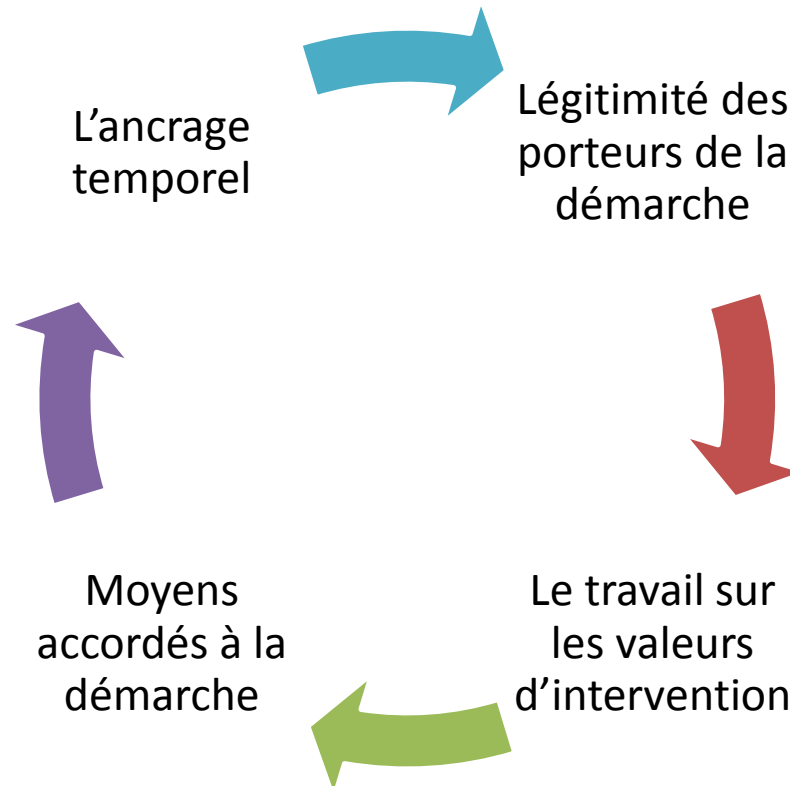 L’ancrage
temporel
Légitimité des
porteurs de la
démarche
Le travail sur
les valeurs
d’intervention
Moyens
accordés à la
démarche